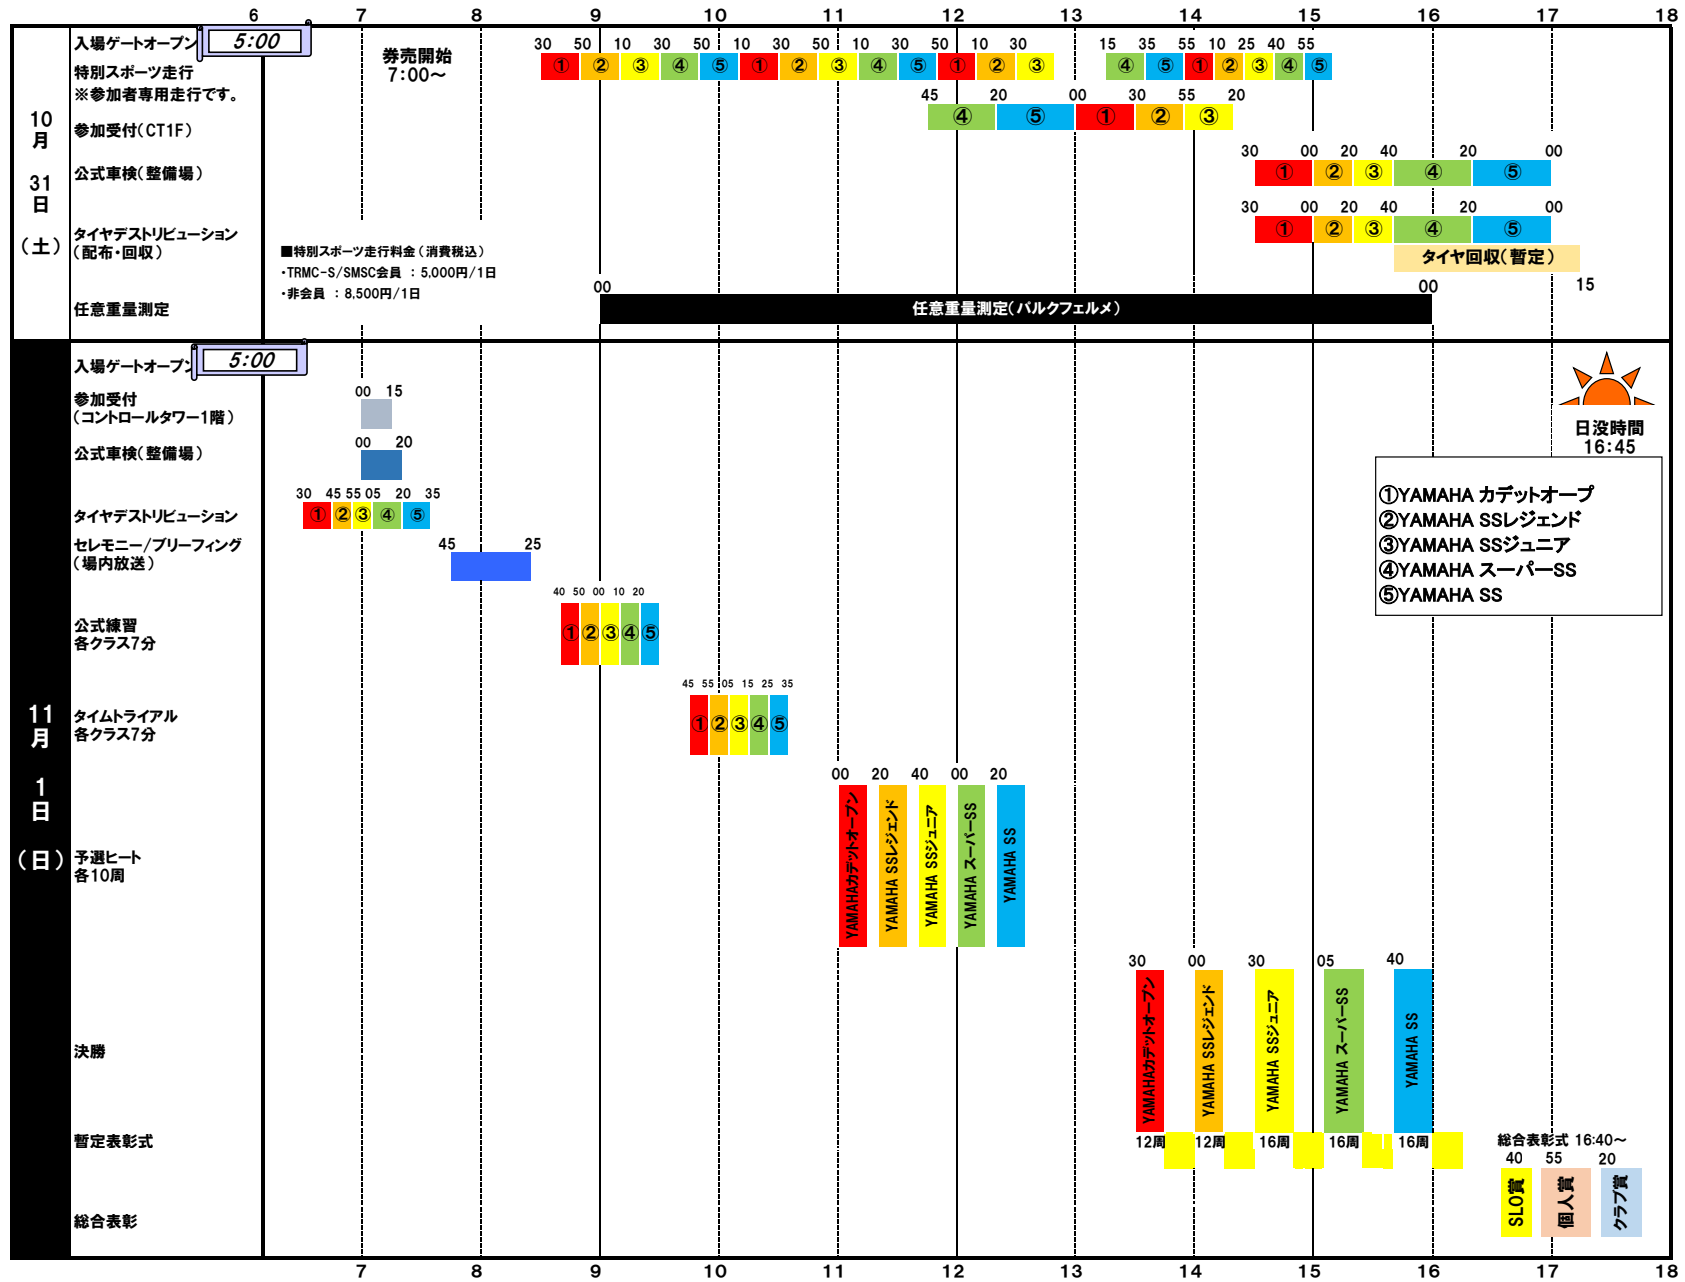 6 7 8 9 10 11 12 13 14 15 16 17 18
10
月
31
日
(土)
入場ゲートオープン
5:00
券売開始
7:00～
特別スポーツ走行
※参加者専用走行です。
30 50 10 30 50 10 30 50 10 30 50 10 30 15 35 55 10 25 40 55
① ② ③ ④ ⑤ ① ② ③ ④ ⑤ ① ② ③ ④ ⑤ ① ② ③ ④ ⑤
参加受付(CT1F)
45 20 00 30 55 20
④ ⑤ ① ② ③
公式車検(整備場)
30 00 20 40 20 00
① ② ③ ④ ⑤
タイヤデストリビューション
(配布・回収)
30 00 20 40 20 00
① ② ③ ④ ⑤
タイヤ回収(暫定)
15
■特別スポーツ走行料金(消費税込)
・TRMC-S/SMSC会員 : 5,000円/1日
・非会員 : 8,500円/1日
任意重量測定
00 00
任意重量測定(パルクフェルメ)
11
月
1
日
(日)
入場ゲートオープン
5:00
参加受付
(コントロールタワー1階)
00 15
公式車検(整備場)
00 20
タイヤデストリビューション
30 45 55 05 20 35
① ② ③ ④ ⑤
セレモニー/ブリーフィング
(場内放送)
45 25
日没時間
16:45
①YAMAHA カデットオープ
②YAMAHA SSレジェンド
③YAMAHA SSジュニア
④YAMAHA スーパーSS
⑤YAMAHA SS
公式練習
各クラス7分
40 50 00 10 20
① ② ③ ④ ⑤
タイムトライアル
各クラス7分
45 55 05 15 25 35
① ② ③ ④ ⑤
予選ヒート
各10周
00 20 40 00 20
YAMAHAカデットオープン
YAMAHA SSレジェンド
YAMAHA SSジュニア
YAMAHA スーパーSS
YAMAHA SS
決勝
30 00 30 05 40
YAMAHAカデットオープン
YAMAHA SSレジェンド
YAMAHA SSジュニア
YAMAHA スーパーSS
YAMAHA SS
暫定表彰式
12周 12周 16周 16周 16周
総合表彰式 16:40～
40 55 20
総合表彰
SLO賞
個人賞
クラブ賞
7 8 9 10 11 12 13 14 15 16 17 18